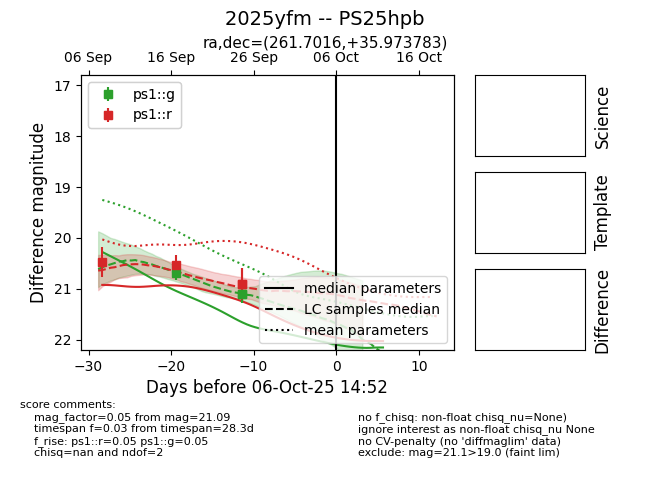 2025yfm -- PS25hpb
ra,dec=(261.7016,+35.973783)
06 Sep 16 Sep 26 Sep 06 Oct 16 Oct
ps1::g
ps1::r
17
18
19
20
21
22
Difference magnitude
median parameters
LC samples median
mean parameters
−30 −20 −10 0 10
Days before 06-Oct-25 14:52
Science
Template
Difference
score comments:
mag_factor=0.05 from mag=21.09
timespan f=0.03 from timespan=28.3d
f_rise: ps1::r=0.05 ps1::g=0.05
chisq=nan and ndof=2
no f_chisq: non-float chisq_nu=None)
ignore interest as non-float chisq_nu None
no CV-penalty (no 'diffmaglim' data)
exclude: mag=21.1>19.0 (faint lim)